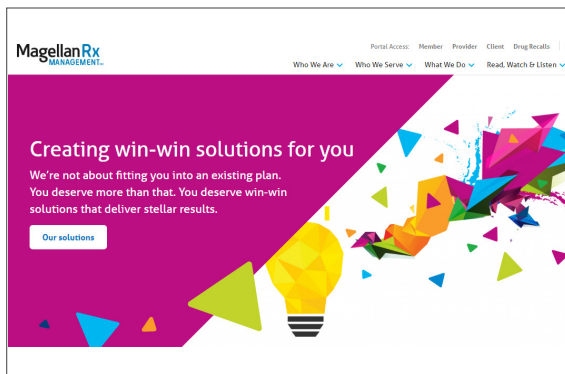 MagellanRx
MANAGEMENT
Portal Access: Member Provider Client Drug Recalls
Who We Are Who We Serve What We Do Read, Watch & Listen
Creating win-win solutions for you
We're not about fitting you into an existing plan.
You deserve more than that. You deserve win-win
solutions that deliver stellar results.
Our solutions